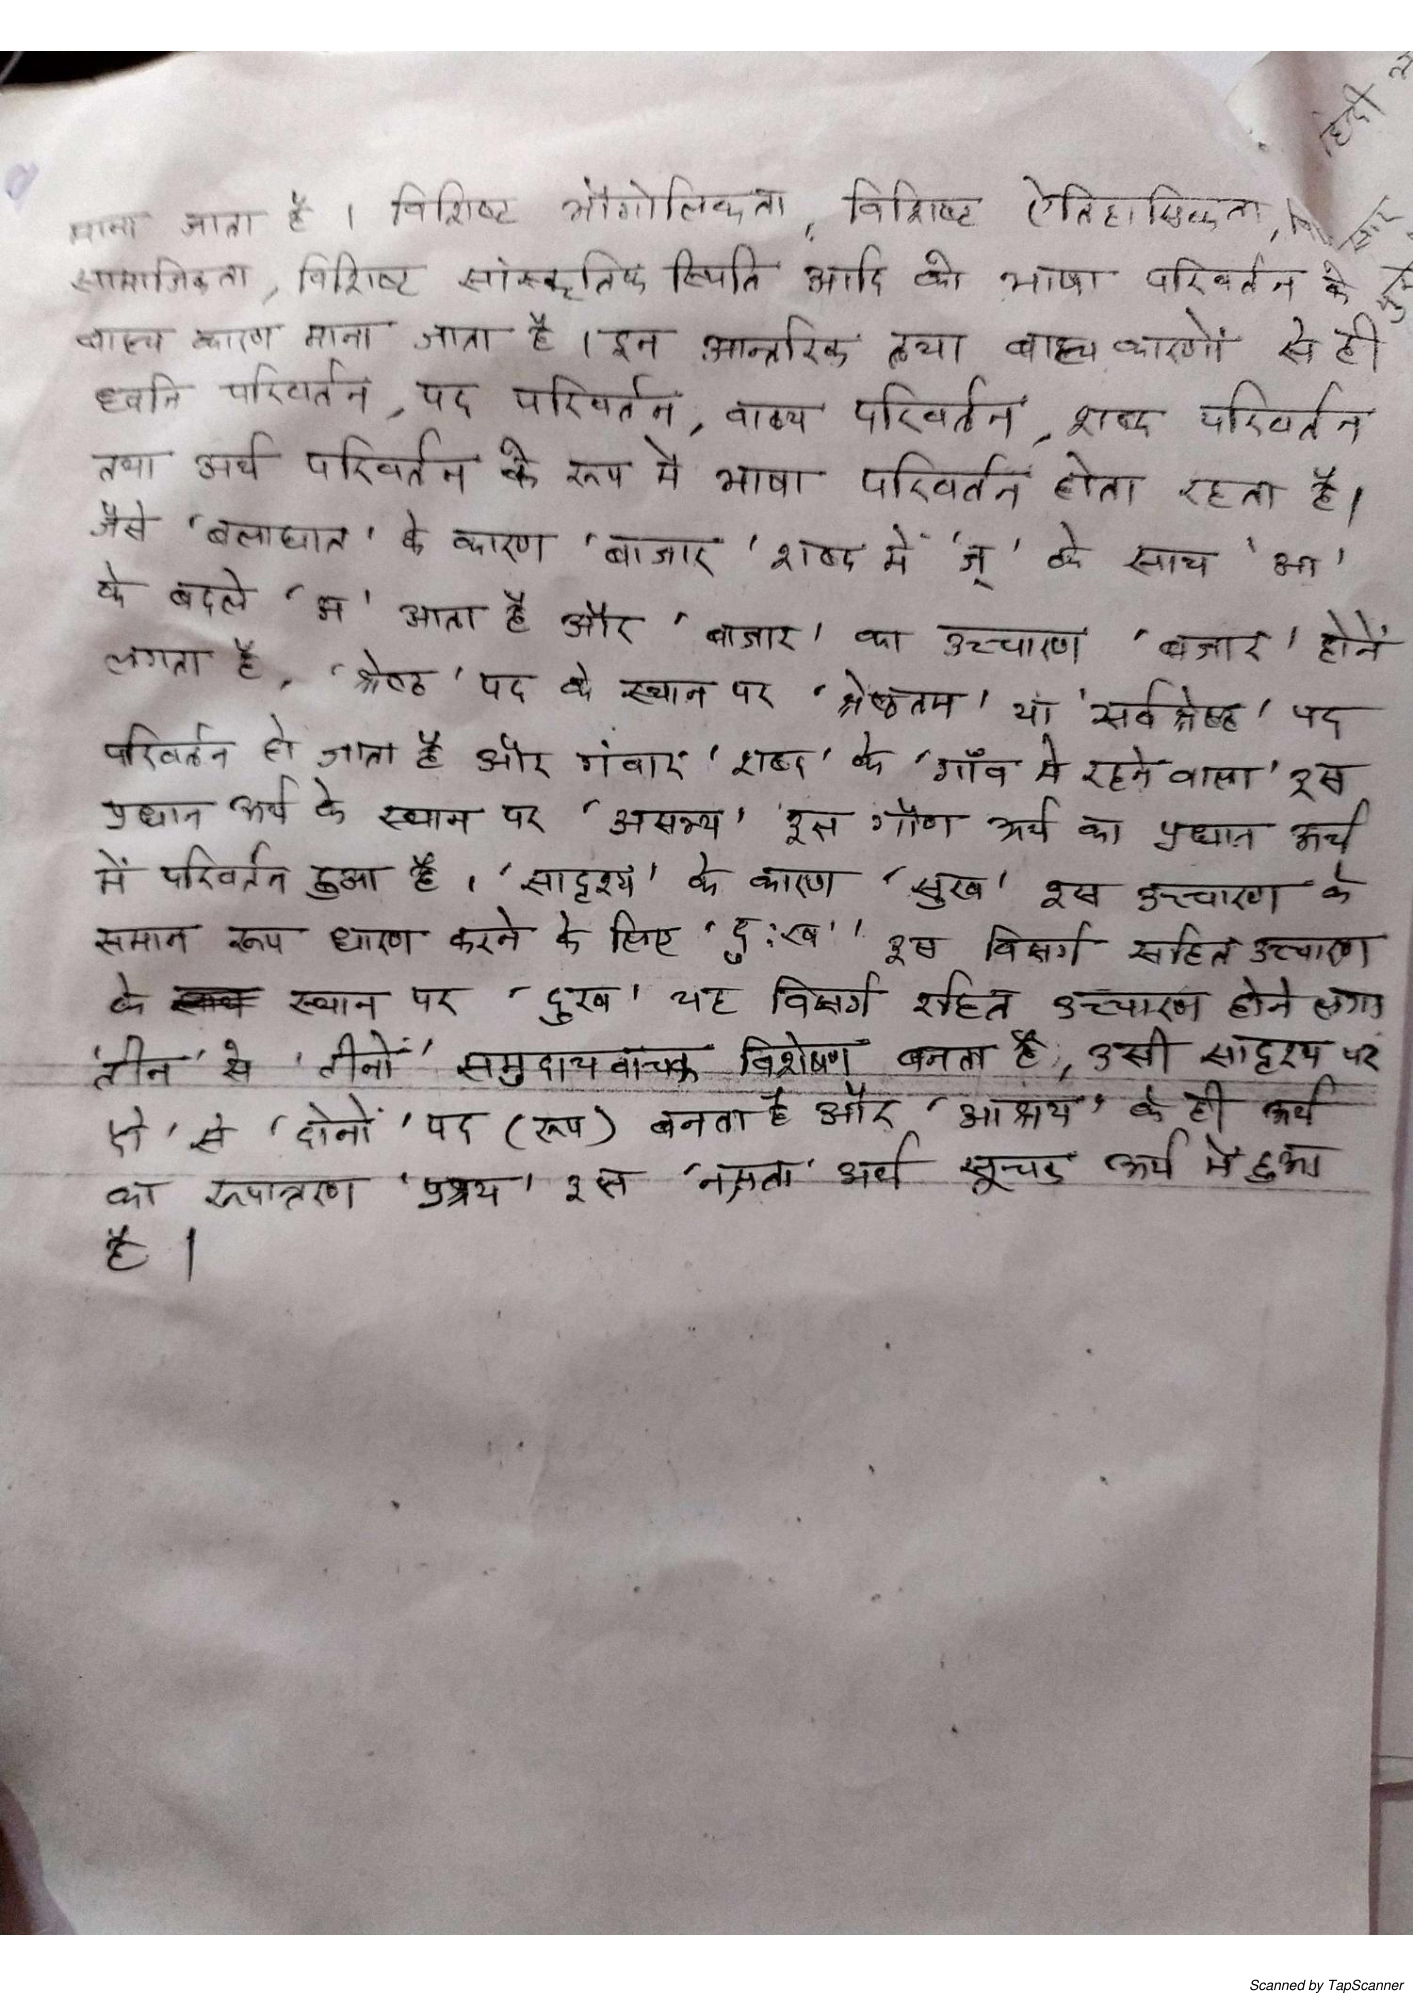 हिन्दी
माना जाता है । विशिष्ट भौगोलिकता, विशिष्ट ऐतिहासिकता,
सामाजिकता, विशिष्ट सांस्कृतिक स्थिति आदि को भाषा परिवर्तन के
बाह्य कारण माना जाता है । इन आन्तरिक तथा बाह्य कारणों से ही
ध्वनि परिवर्तन, पद परिवर्तन, वाक्य परिवर्तन, शब्द परिवर्तन
तथा अर्थ परिवर्तन के रूप में भाषा परिवर्तन होता रहता है।
जैसे 'बलाघात' के कारण 'बाजार' शब्द में 'ज्' के साथ 'आ'
के बदले 'अ' आता है और 'बाजार' का उच्चारण 'बजार' होनें
लगता है, 'श्रेष्ठ' पद के स्थान पर 'श्रेष्ठतम' या 'सर्वश्रेष्ठ' पद
परिवर्तन हो जाता है और गंवार 'शब्द' के 'गाँव में रहने वाला' इस
प्रधान अर्थ के स्थान पर 'असभ्य' इस गौण अर्थ का प्रधान अर्थ
में परिवर्तन हुआ है । 'सादृश्य' के कारण 'सुख' इस उच्चारण के
समान रूप धारण करने के लिए 'दुःख' इस विसर्ग सहित उच्चारण
के स्थान पर 'दुख' यह विसर्ग रहित उच्चारण होने लगा
'तीन' से 'तीनों' समुदायवाचक विशेषण बनता है, उसी सादृश्य पर
से 'दोनों' पद (रूप) बनता है और 'आश्रय' के ही अर्थ
का रूपान्तरण 'प्रश्रय' इस 'नम्रता' अर्थ सूचक अर्थ में हुआ
है |
Scanned by TapScanner